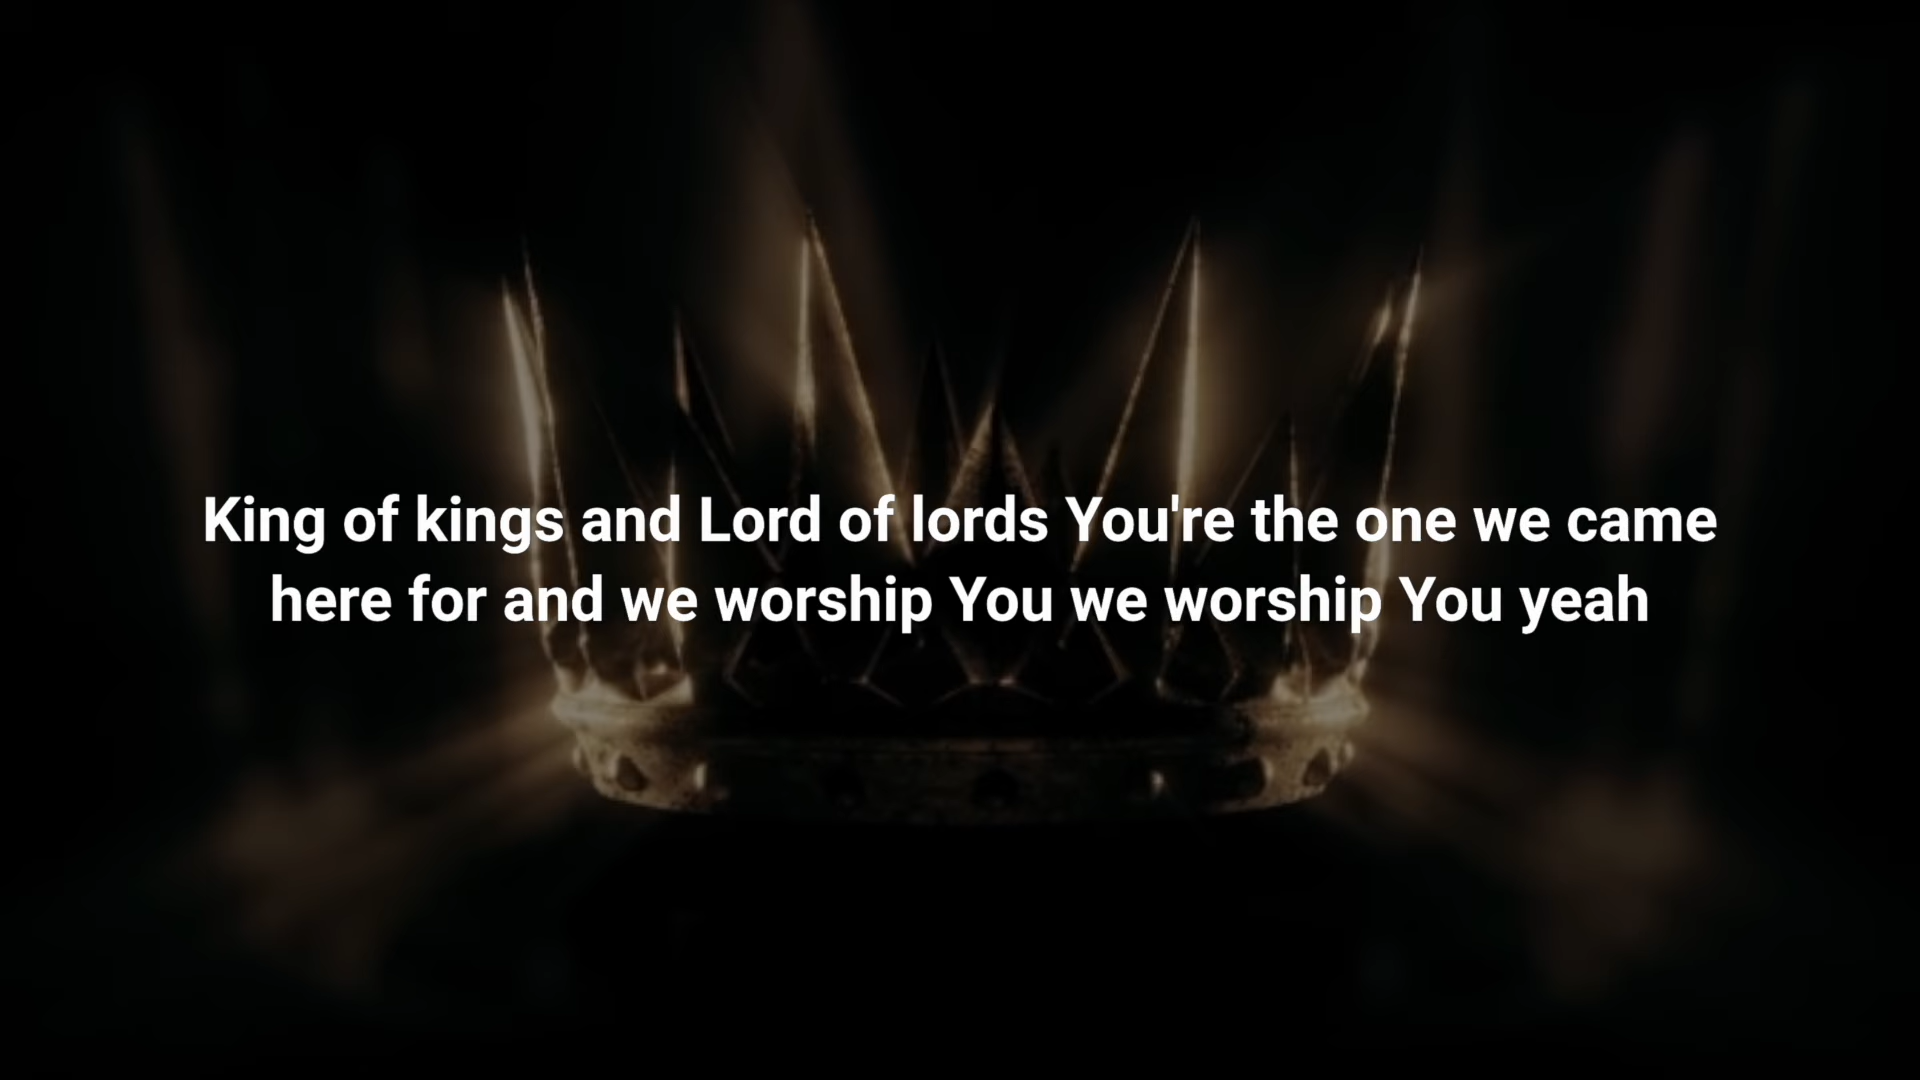 King of kings and Lord of lords You're the one we came
here for and we worship You we worship You yeah